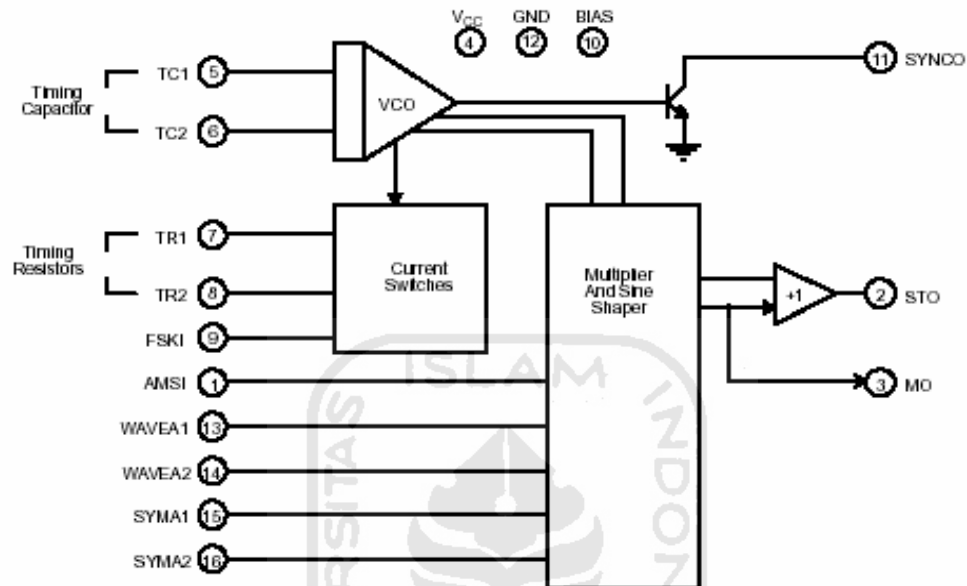 VCC GND BIAS
4 12 10
Timing
Capacitor
TC1 5
TC2 6
VCO
11 SYNCO
Timing
Resistors
TR1 7
TR2 8
FSKI 9
Current
Switches
Multiplier
And Sine
Shaper
+1
2 STO
3 MO
AMSI 1
WAVEA1 13
WAVEA2 14
SYMA1 15
SYMA2 16
ISLAM